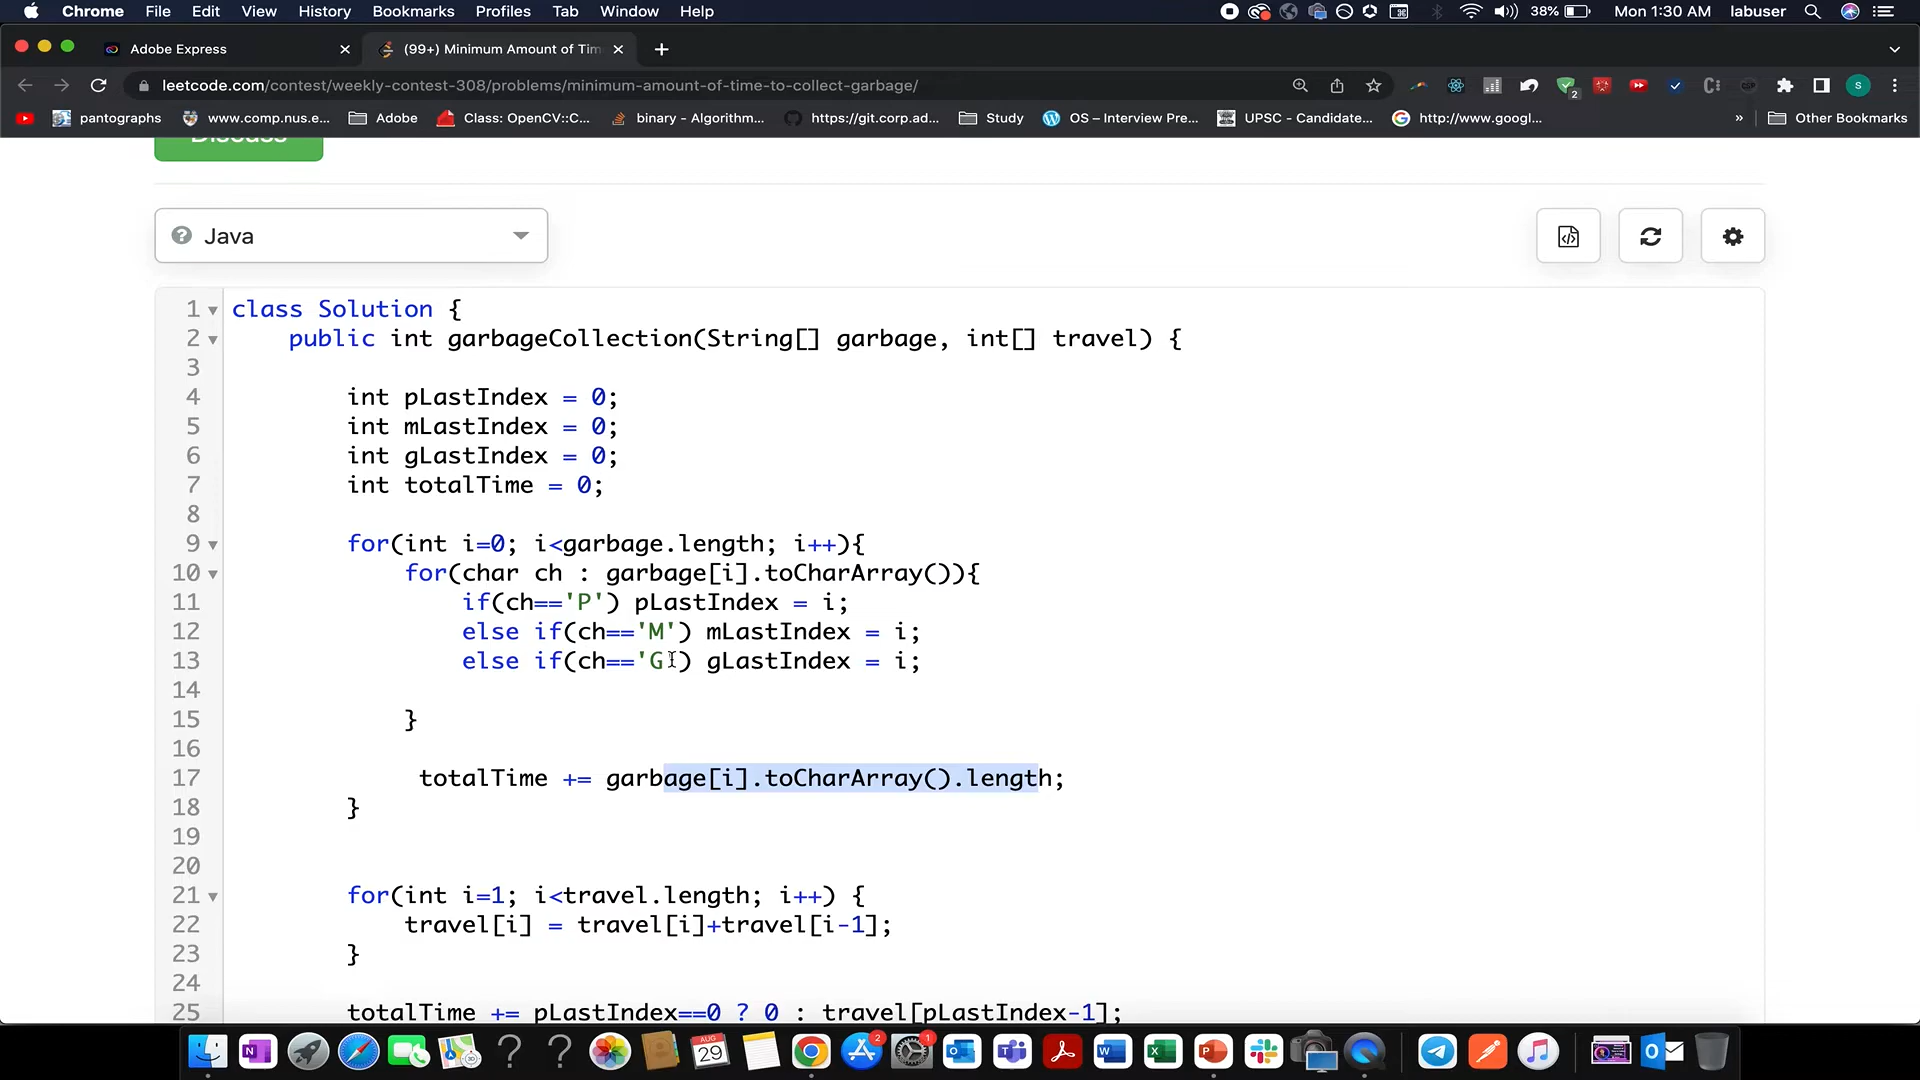 Chrome File Edit View History Bookmarks Profiles Tab Window Help 38% Mon 1:30 AM labuser
Adobe Express (99+) Minimum Amount of Tim
leetcode.com/contest/weekly-contest-308/problems/minimum-amount-of-time-to-collect-garbage/ 2 S
pantographs www.comp.nus.e... Adobe Class: OpenCV::C... binary - Algorithm... https://git.corp.ad... Study OS – Interview Pre... UPSC - Candidate... http://www.googl... » Other Bookmarks
Discuss
Java
1 class Solution {
2 public int garbageCollection(String[] garbage, int[] travel) {
3
4 int pLastIndex = 0;
5 int mLastIndex = 0;
6 int gLastIndex = 0;
7 int totalTime = 0;
8
9 for(int i=0; i<garbage.length; i++){
10 for(char ch : garbage[i].toCharArray()){
11 if(ch=='P') pLastIndex = i;
12 else if(ch=='M') mLastIndex = i;
13 else if(ch=='G') gLastIndex = i;
14
15 }
16
17 totalTime += garbage[i].toCharArray().length;
18 }
19
20
21 for(int i=1; i<travel.length; i++) {
22 travel[i] = travel[i]+travel[i-1];
23 }
24
25 totalTime += pLastIndex==0 ? 0 : travel[pLastIndex-1];
AUG
29
2
1